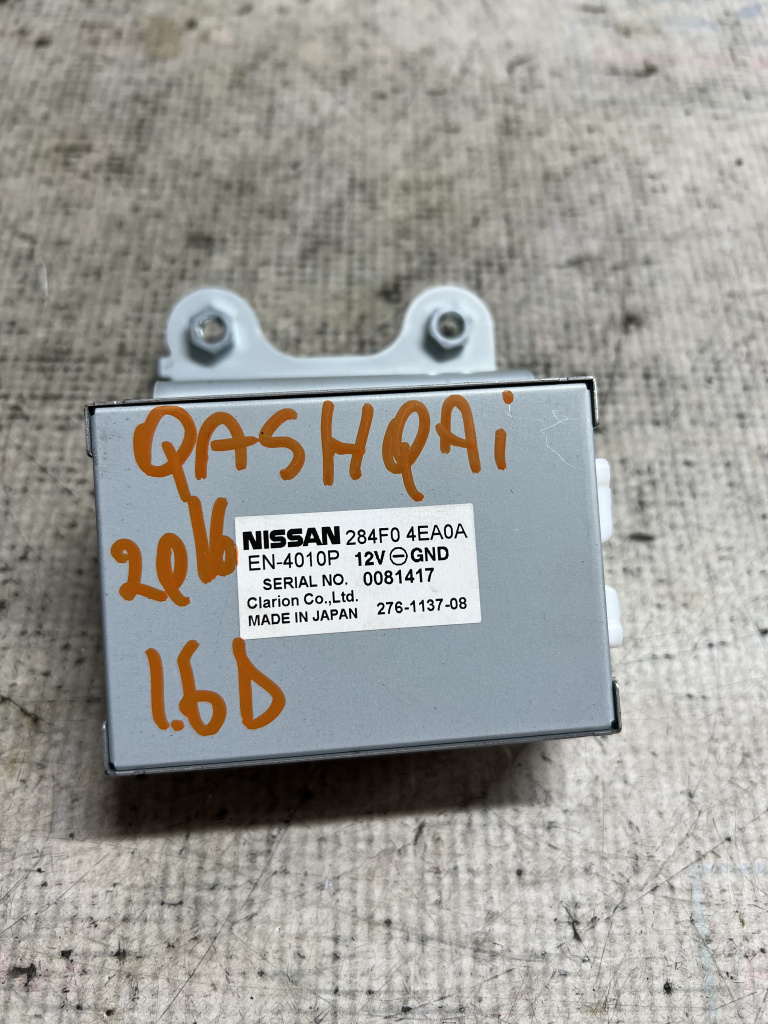 QASHQAi
2016
NISSAN 284F0 4EA0A
EN-4010P 12V ⊖ GND
SERIAL NO. 0081417
Clarion Co.,Ltd.
MADE IN JAPAN 276-1137-08
1.6D